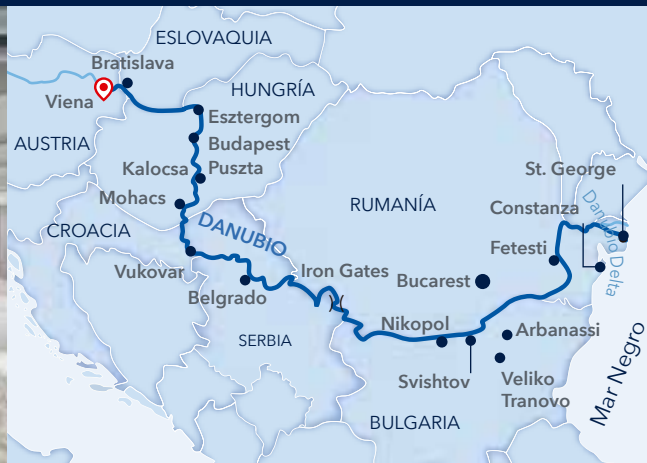 ESLOVAQUIA
Bratislava
Viena
HUNGRÍA
Esztergom
AUSTRIA
Budapest
Kalocsa
Puszta
St. George
Mohacs
RUMANÍA
Constanza
CROACIA
DANUBIO
Danubio Delta
Fetesti
Vukovar
Iron Gates
Bucarest
Belgrado
Nikopol
Arbanassi
SERBIA
Svishtov
Veliko
Tranovo
Mar Negro
BULGARIA